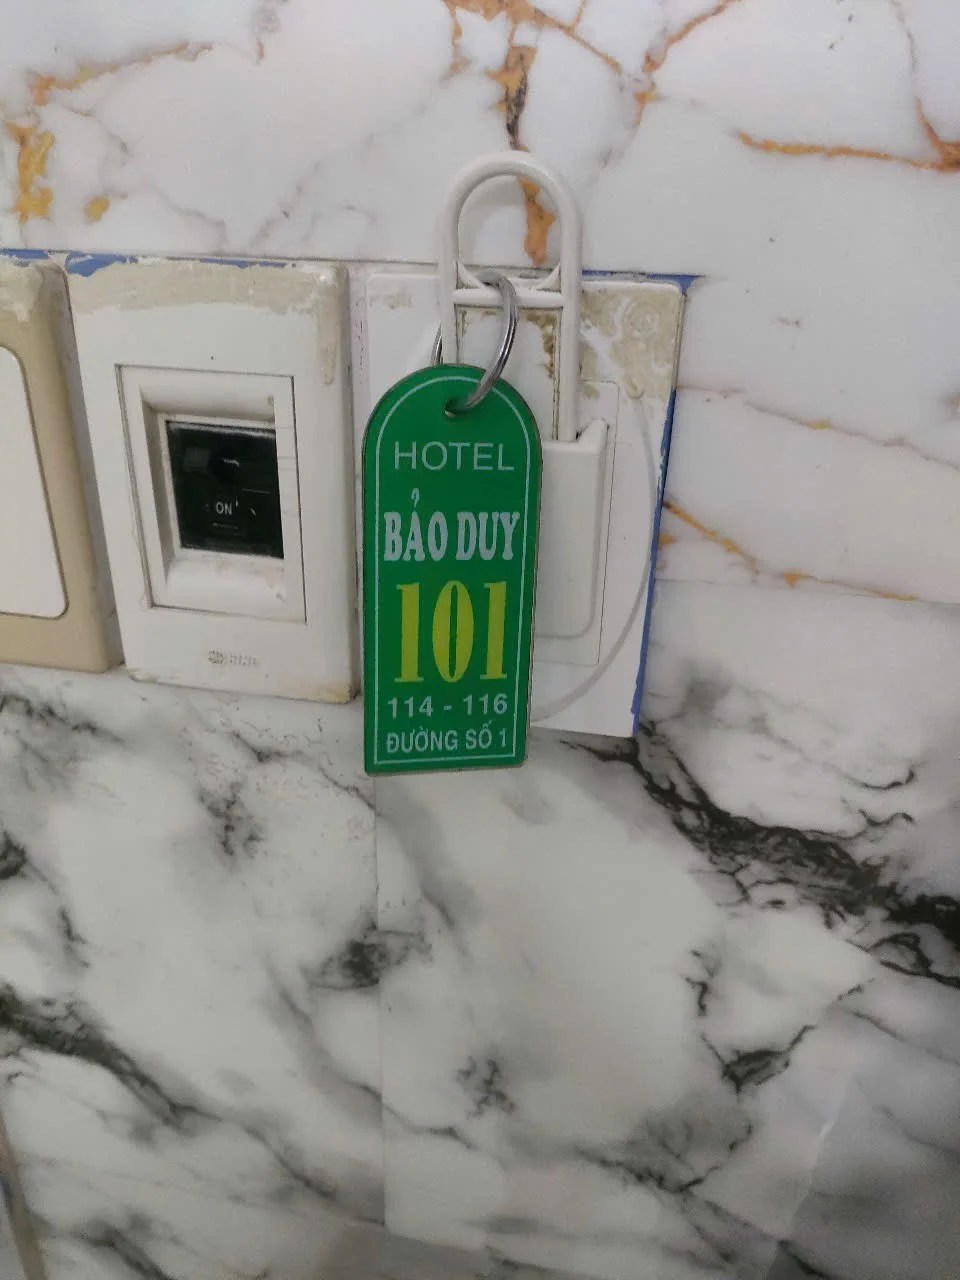 ON
HOTEL
BẢO DUY
101
114 - 116
ĐƯỜNG SỐ 1